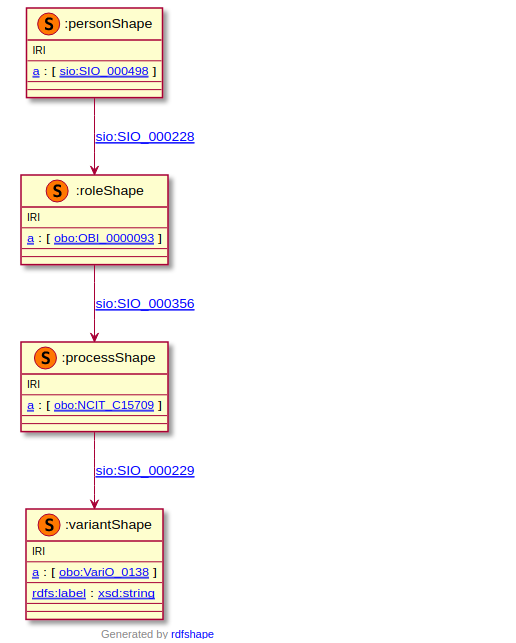 S :personShape
IRI
a : [ sio:SIO_000498 ]
sio:SIO_000228
S :roleShape
IRI
a : [ obo:OBI_0000093 ]
sio:SIO_000356
S :processShape
IRI
a : [ obo:NCIT_C15709 ]
sio:SIO_000229
S :variantShape
IRI
a : [ obo:VariO_0138 ]
rdfs:label : xsd:string
Generated by rdfshape